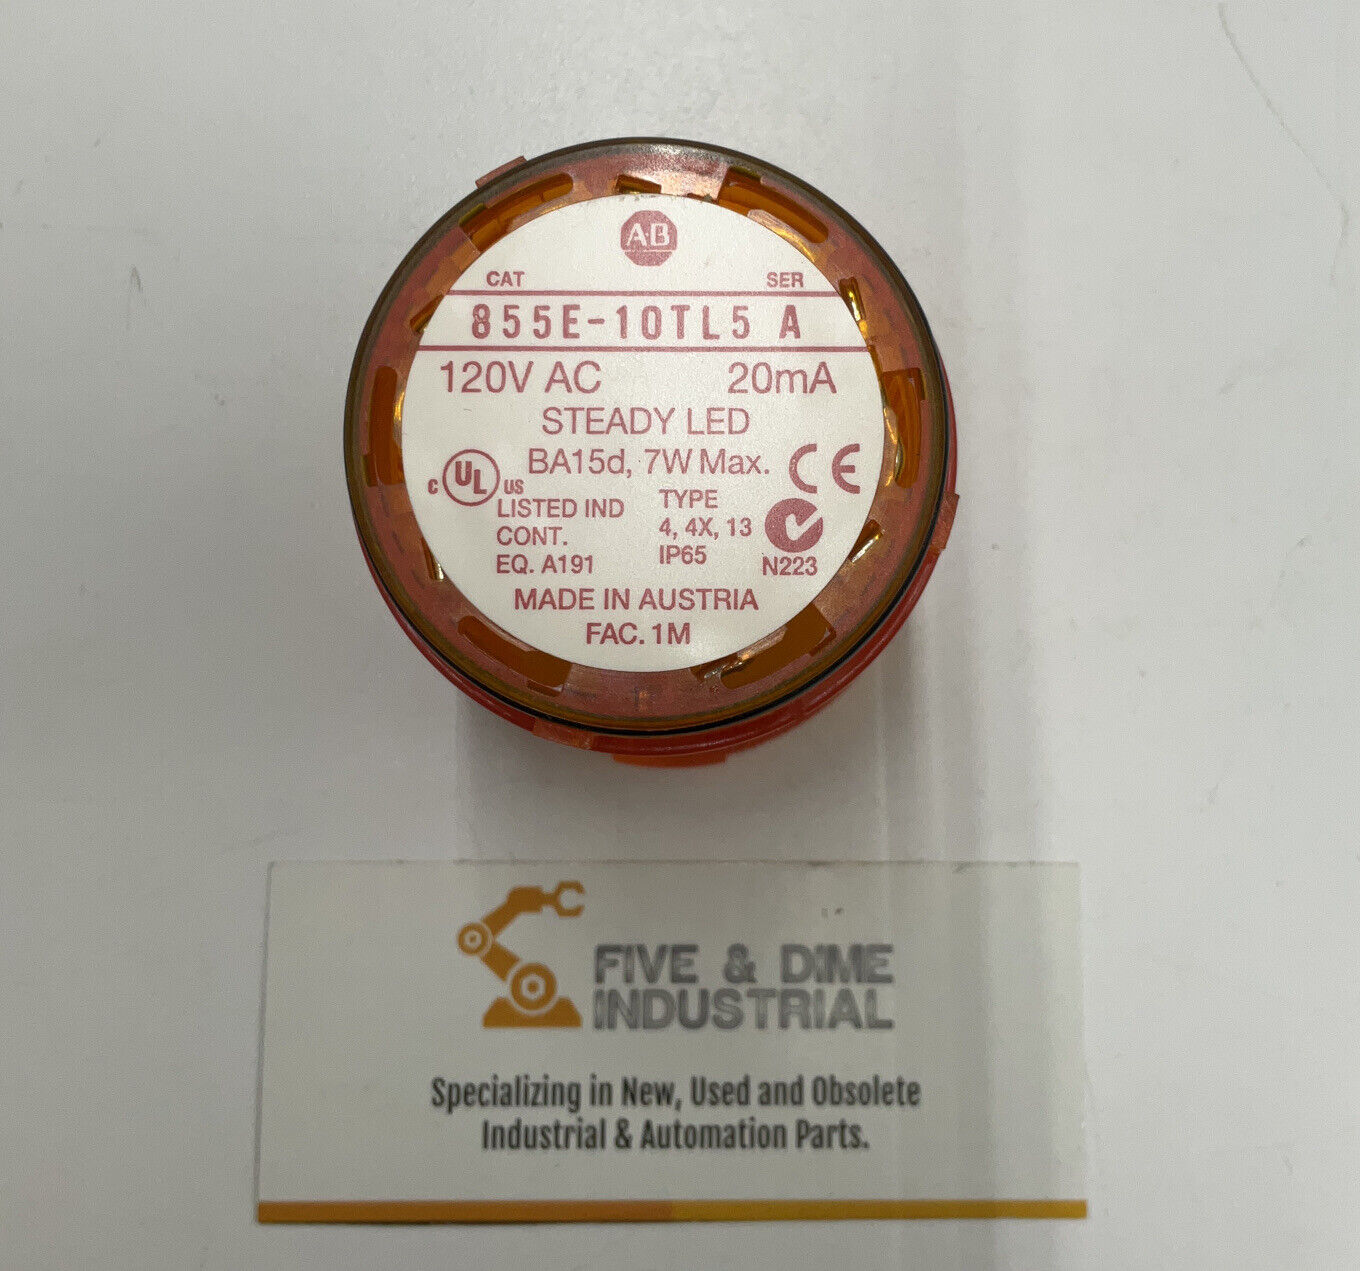 A-B
CAT SER
855E-10TL5 A
120V AC 20mA
STEADY LED
BA15d, 7W Max. CE
C UL US
LISTED IND
CONT.
EQ. A191
TYPE
4, 4X, 13
IP65
N223
MADE IN AUSTRIA
FAC. 1M
FIVE & DIME
INDUSTRIAL
Specializing in New, Used and Obsolete
Industrial & Automation Parts.